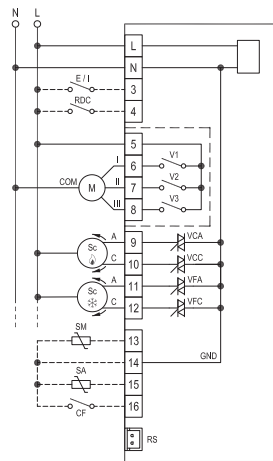 N L
L
N
E / I
3
RDC
4
5
I
6
V1
COM
M
II
7
V2
III
8
V3
A
9
VCA
Sc
C
10
VCC
A
11
VFA
Sc
C
12
VFC
SM
13
14
GND
SA
15
16
CF
RS